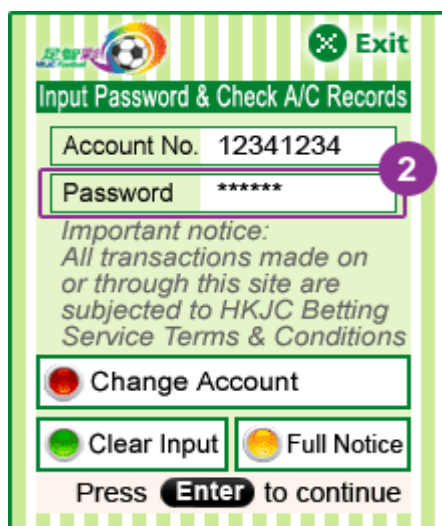 足智彩
HKJC Football
Exit
Input Password & Check A/C Records
Account No. 12341234
2
Password ******
Important notice:
All transactions made on
or through this site are
subjected to HKJC Betting
Service Terms & Conditions
Change Account
Clear Input Full Notice
Press Enter to continue